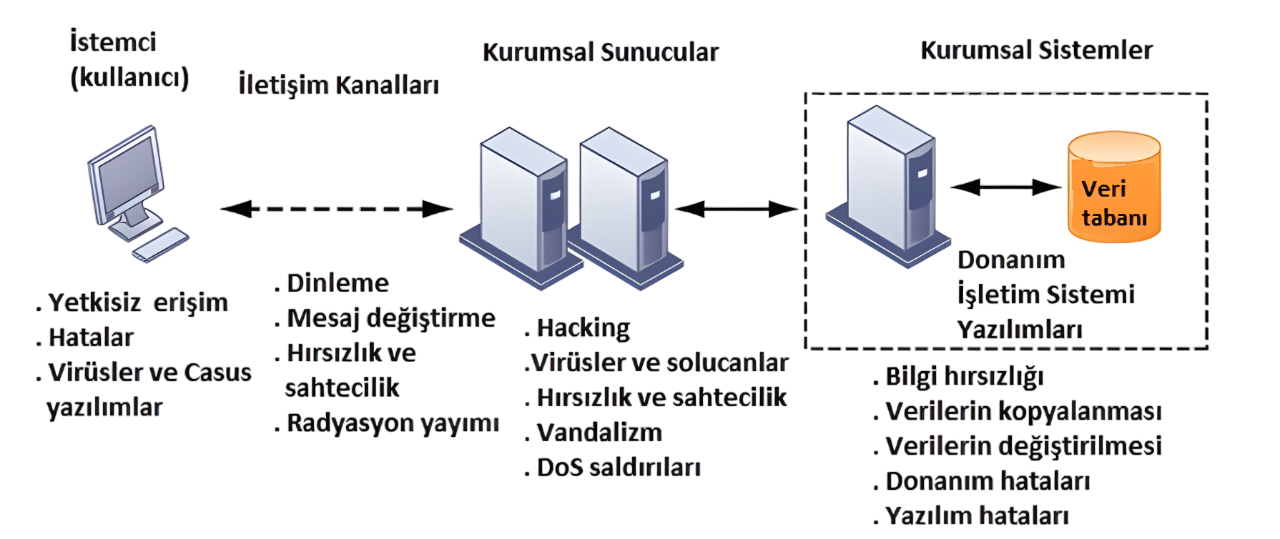 İstemci
(kullanıcı)
İletişim Kanalları
Kurumsal Sunucular
Kurumsal Sistemler
Veri
tabanı
Donanım
İşletim Sistemi
Yazılımları
. Yetkisiz erişim
. Hatalar
. Virüsler ve Casus
yazılımlar
. Dinleme
. Mesaj değiştirme
. Hırsızlık ve
sahtecilik
. Radyasyon yayımı
. Hacking
.Virüsler ve solucanlar
. Hırsızlık ve sahtecilik
. Vandalizm
. DoS saldırıları
. Bilgi hırsızlığı
. Verilerin kopyalanması
. Verilerin değiştirilmesi
. Donanım hataları
. Yazılım hataları